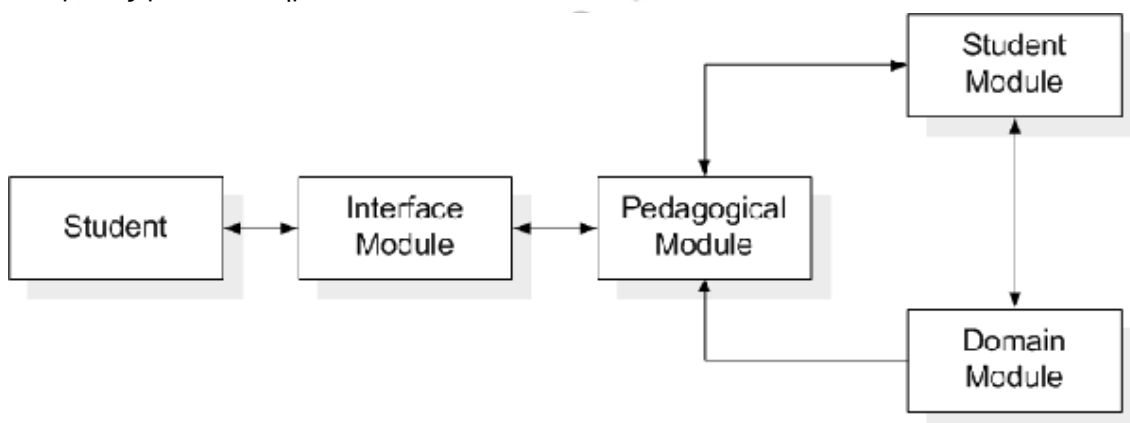 Student
Module
Student
Interface
Module
Pedagogical
Module
Domain
Module